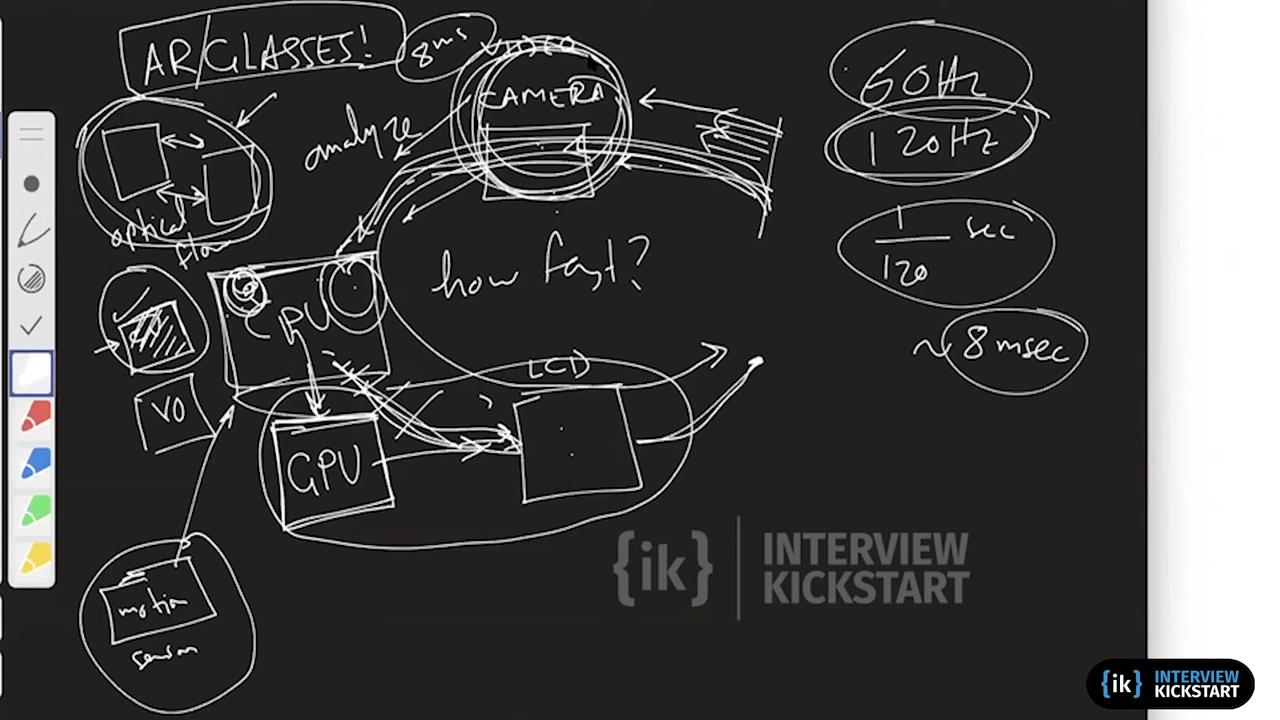 AR/GLASSES!
8ms
VIDEO
CAMERA
analyze
60Hz
120Hz
optical
flow
how fast?
1
120
sec
~8 msec
CPU
LCD
VO
GPU
motion
sensor
{ik}
INTERVIEW
KICKSTART
{ik}
INTERVIEW
KICKSTART